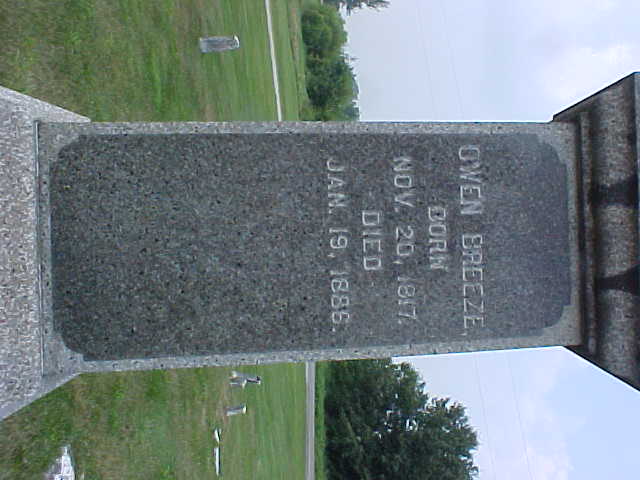 OWEN BREEZE,
BORN
NOV. 20, 1817.
DIED
JAN. 19, 1886.